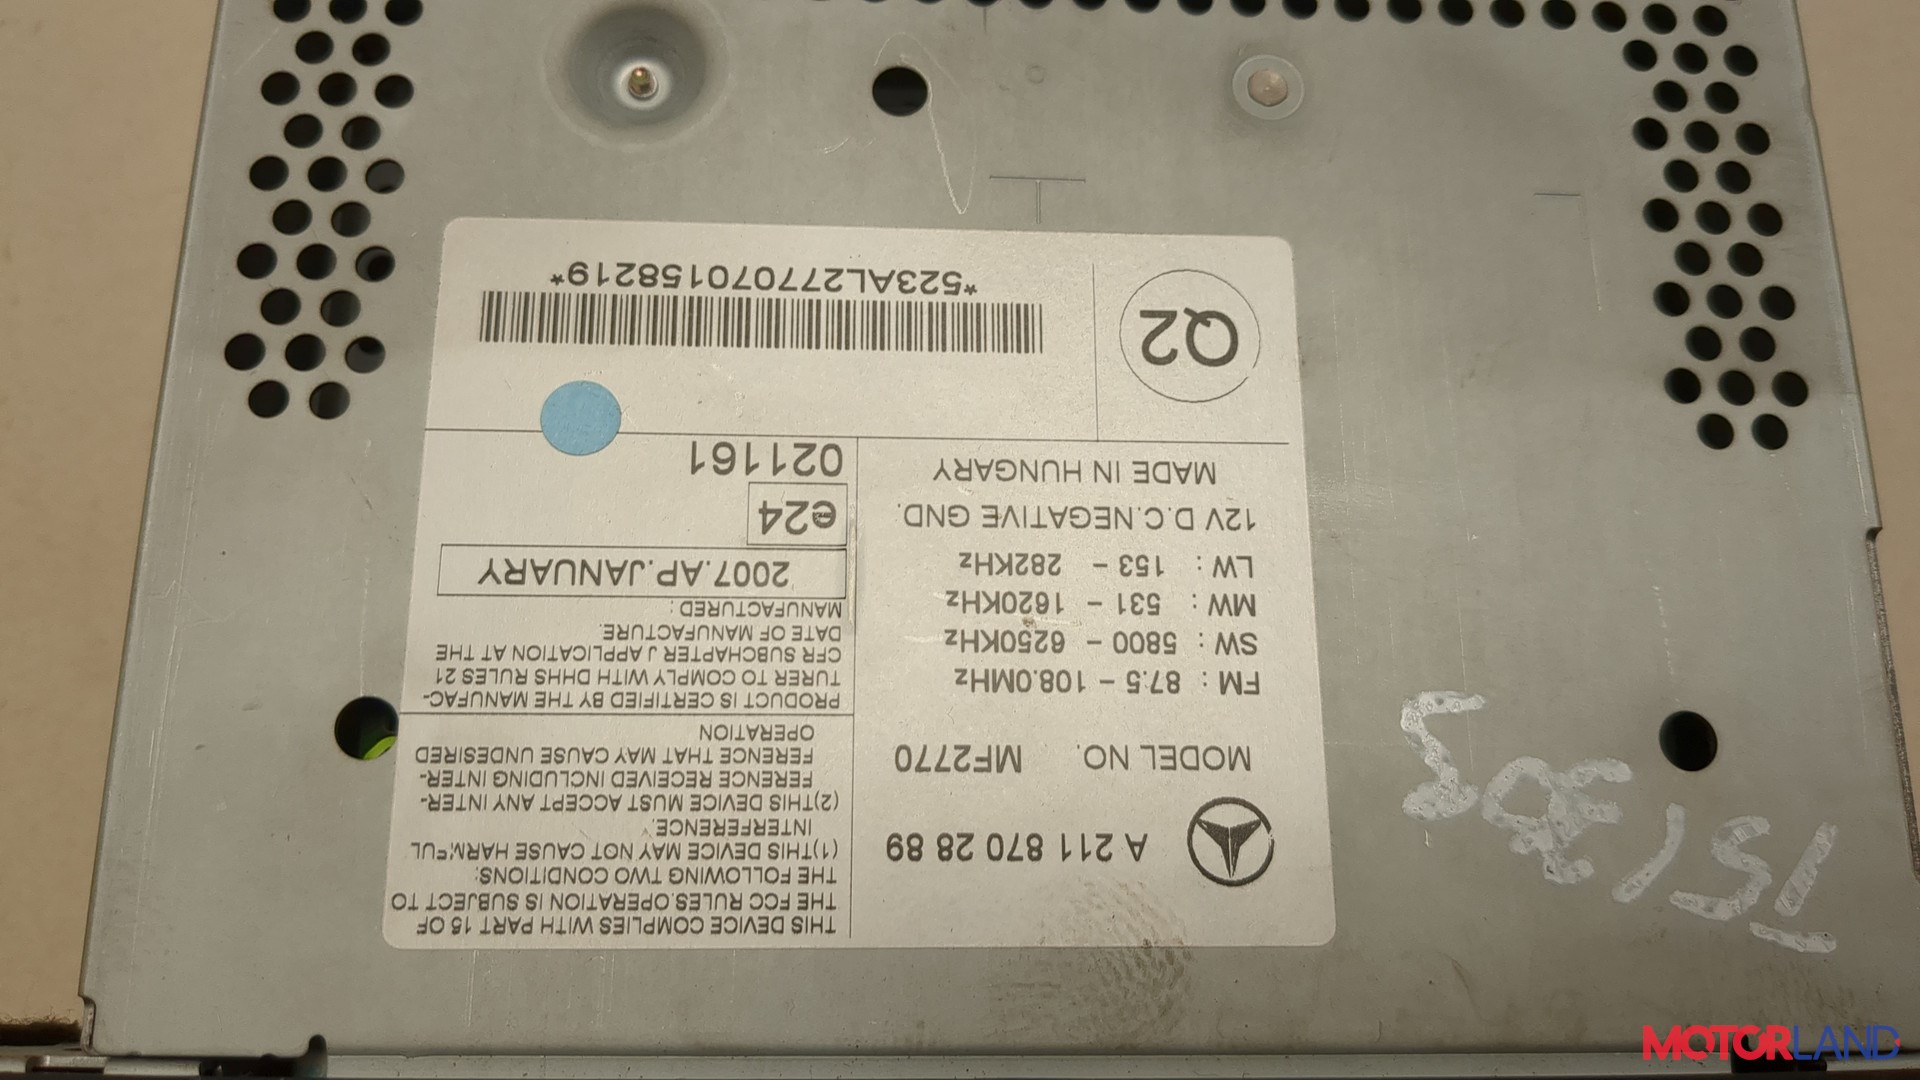 A 211 870 28 89
MODEL NO. MF2770
FM : 87.5 – 108.0MHz
SW : 5800 – 6250KHz
MW : 531 – 1620KHz
LW : 153 – 282KHz
12V D.C.NEGATIVE GND.
MADE IN HUNGARY
THIS DEVICE COMPLIES WITH PART 15 OF
THE FCC RULES.OPERATION IS SUBJECT TO
THE FOLLOWING TWO CONDITIONS:
(1)THIS DEVICE MAY NOT CAUSE HARMFUL
INTERFERENCE.
(2)THIS DEVICE MUST ACCEPT ANY INTER-
FERENCE RECEIVED INCLUDING INTER-
FERENCE THAT MAY CAUSE UNDESIRED
OPERATION
PRODUCT IS CERTIFIED BY THE MANUFAC-
TURER TO COMPLY WITH DHHS RULES 21
CFR SUBCHAPTER J APPLICATION AT THE
DATE OF MANUFACTURE.
MANUFACTURED :
2007.AP.JANUARY
e24
021161
Q2
*523AL277070158219*
MOTORLAND